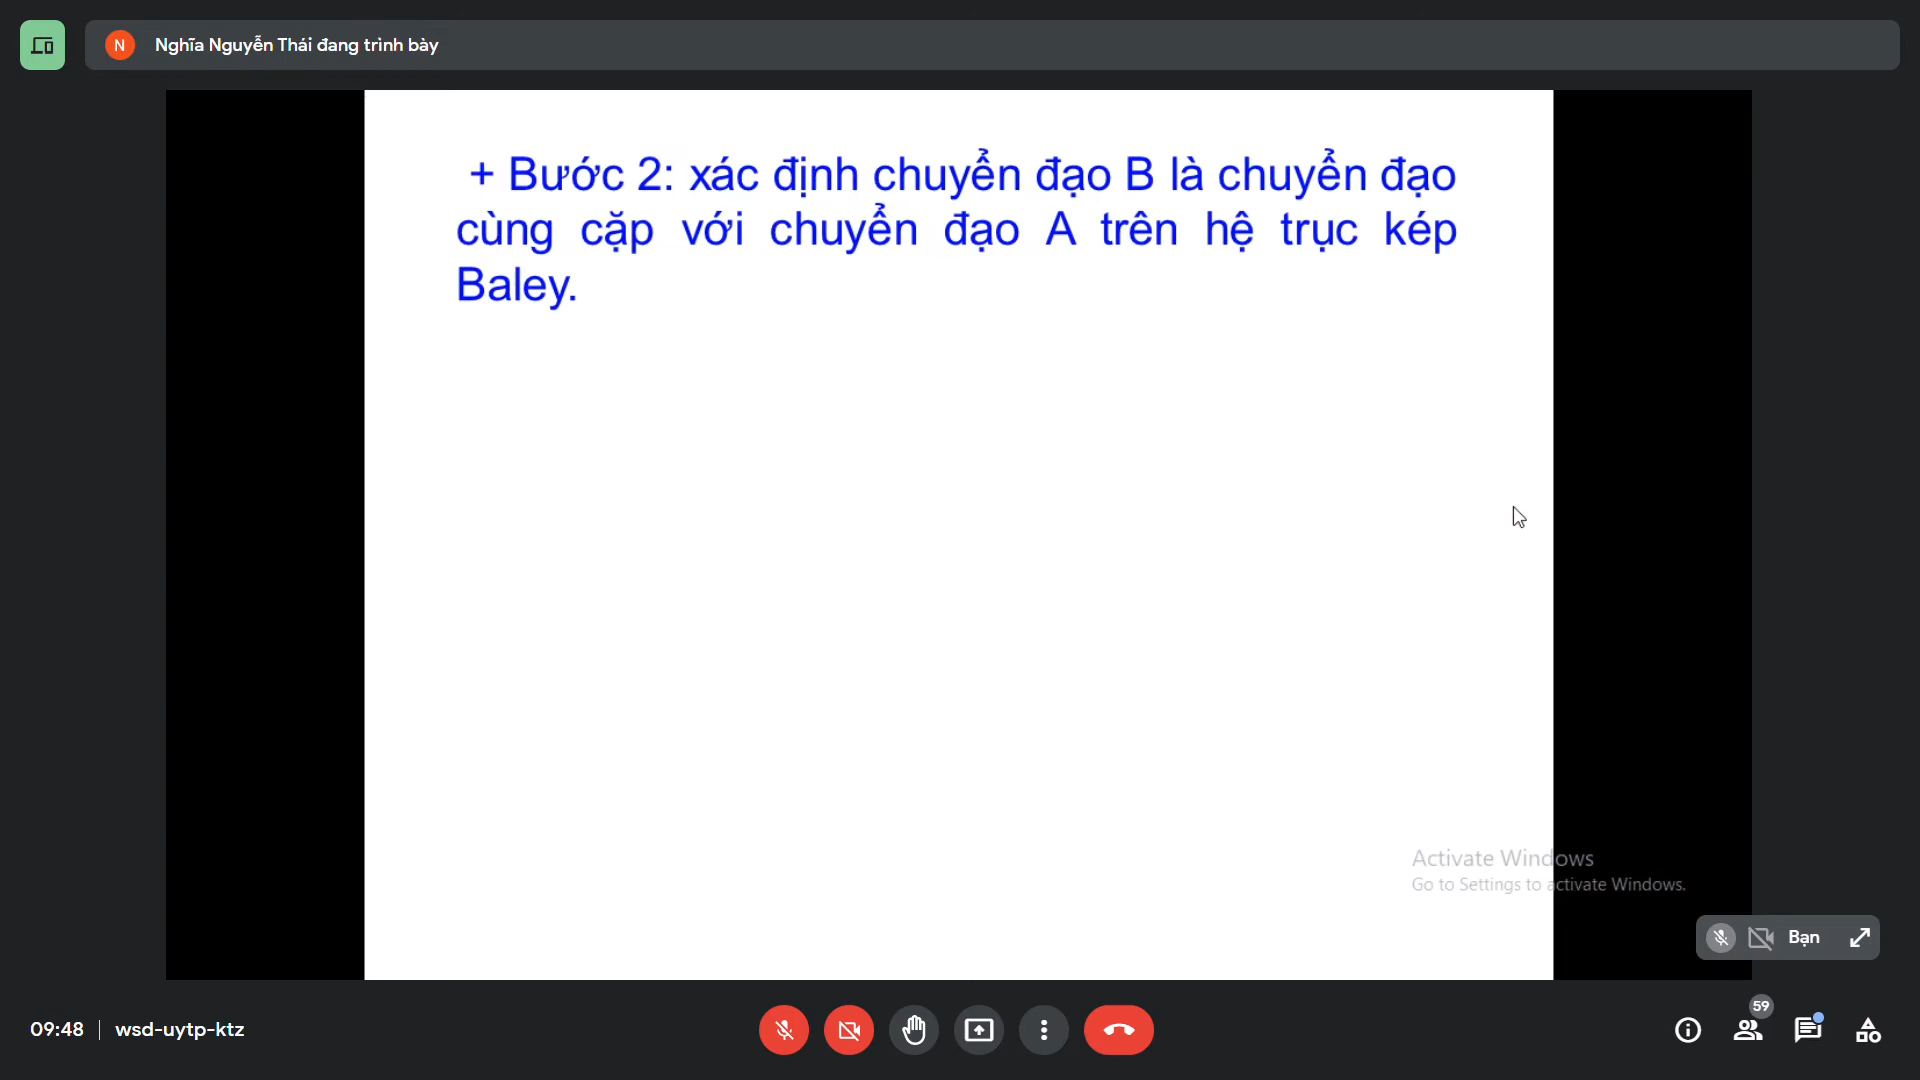 N Nghĩa Nguyễn Thái đang trình bày
+ Bước 2: xác định chuyển đạo B là chuyển đạo
cùng cặp với chuyển đạo A trên hệ trục kép
Baley.
Activate Windows
Go to Settings to activate Windows.
Bạn
59
09:48 | wsd-uytp-ktz